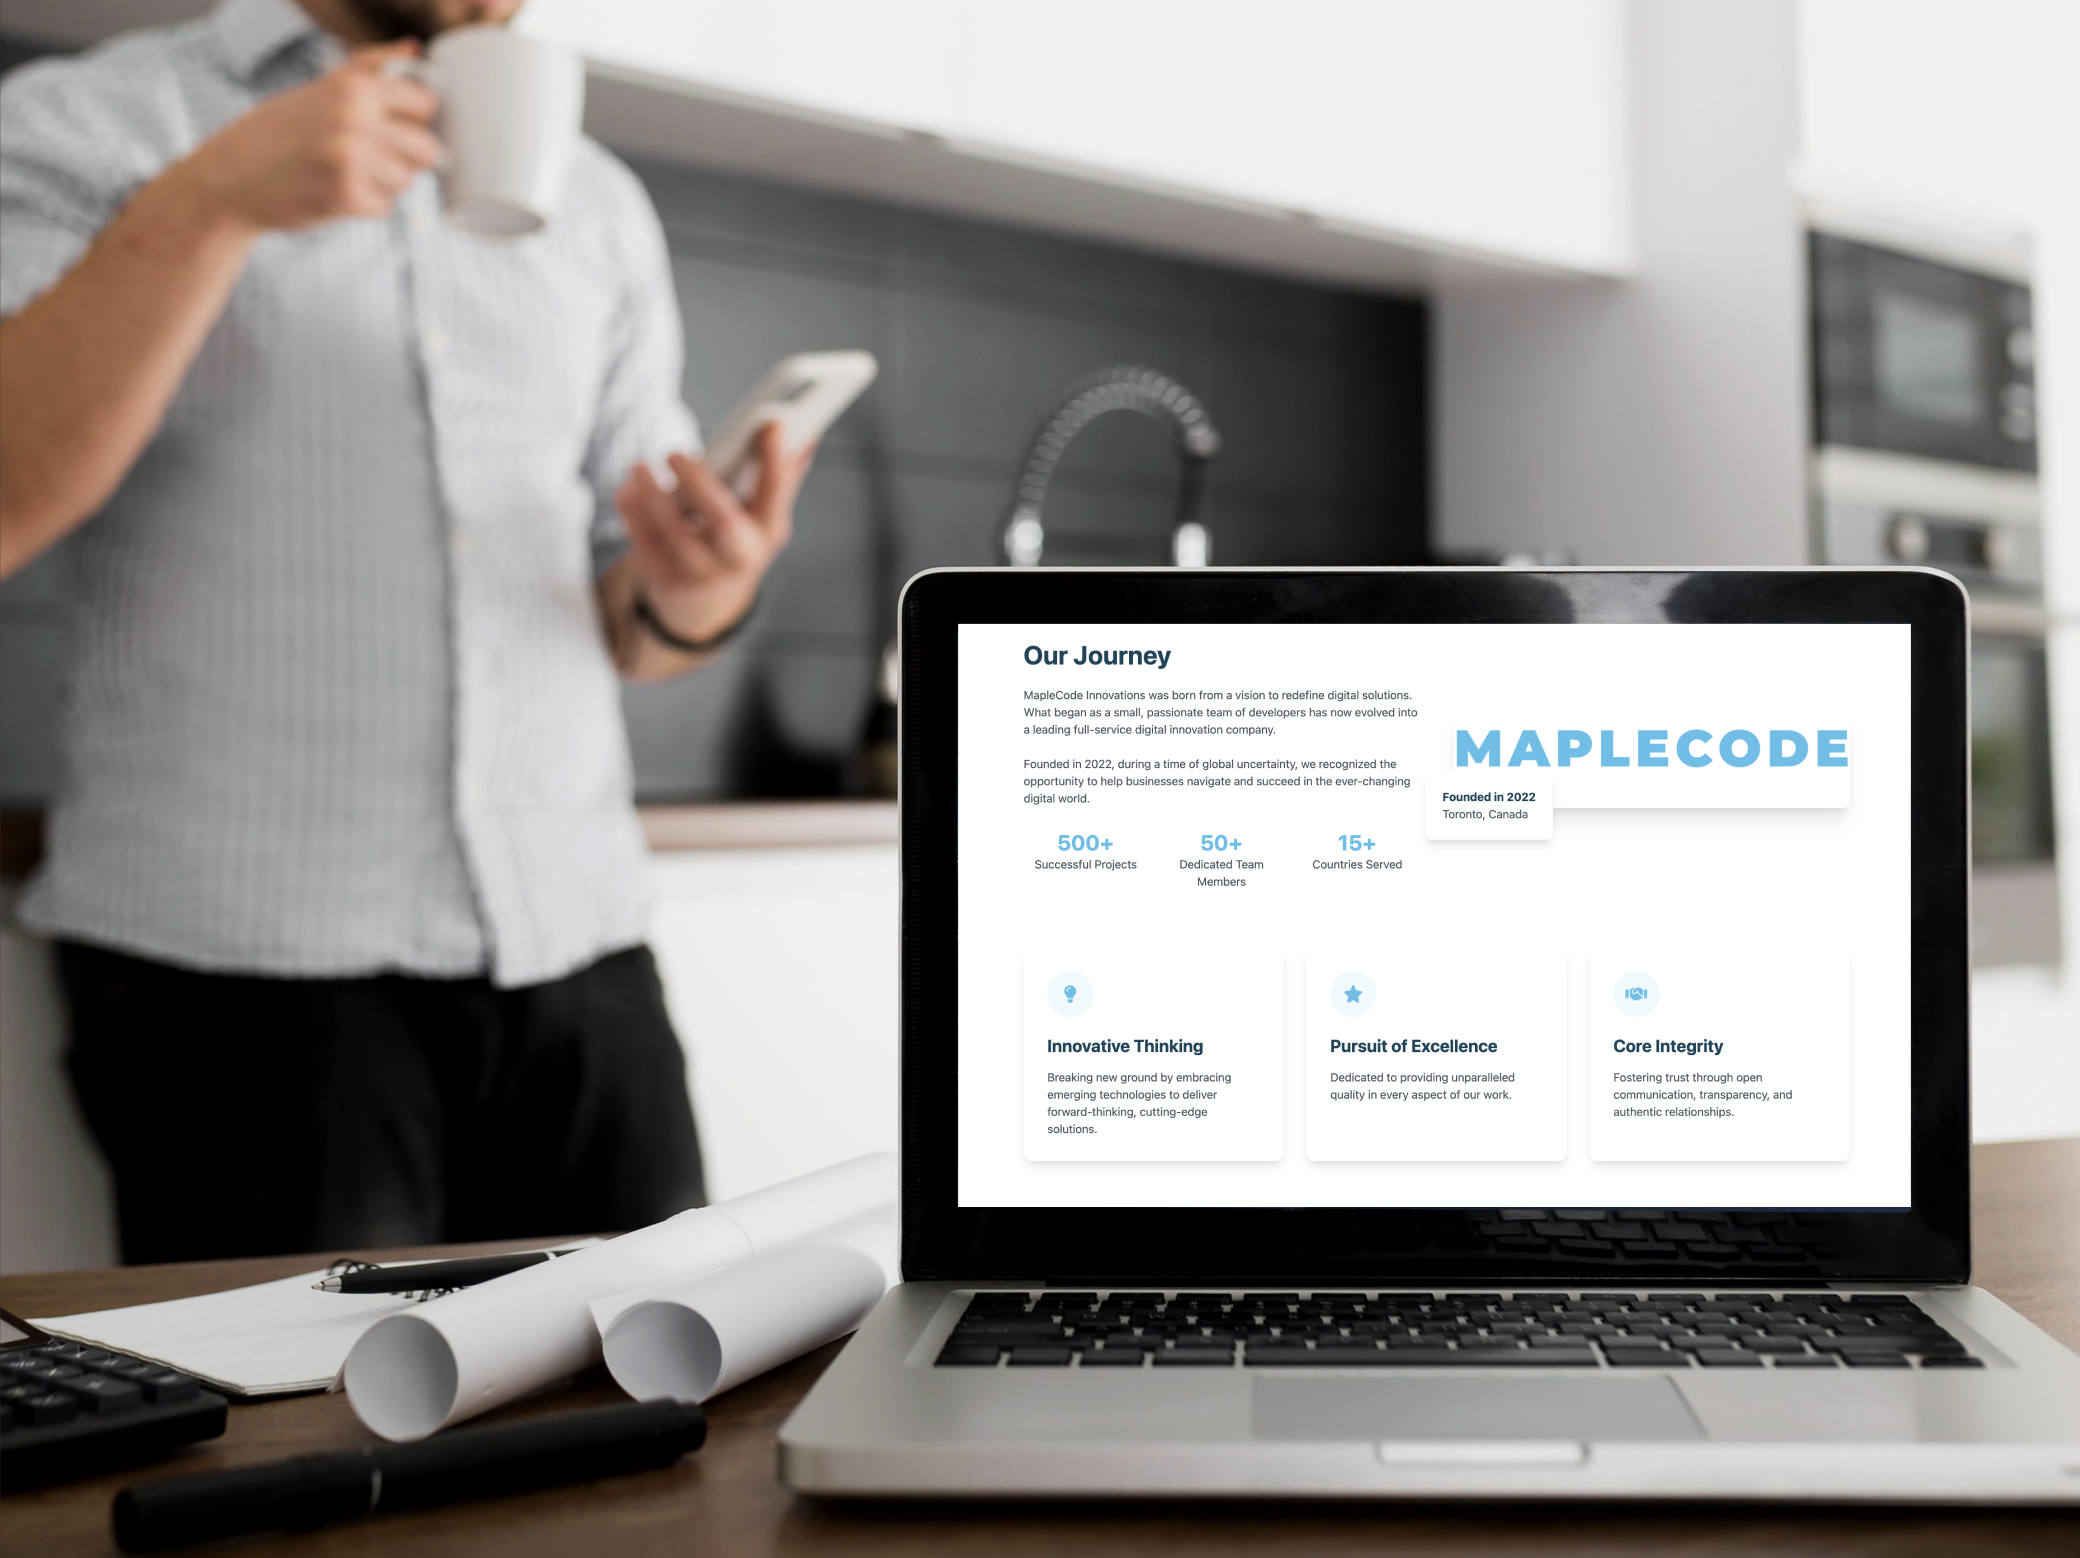 Our Journey
MapleCode Innovations was born from a vision to redefine digital solutions.
What began as a small, passionate team of developers has now evolved into
a leading full-service digital innovation company.
Founded in 2022, during a time of global uncertainty, we recognized the
opportunity to help businesses navigate and succeed in the ever-changing
digital world.
500+
Successful Projects
50+
Dedicated Team
Members
15+
Countries Served
MAPLECODE
Founded in 2022
Toronto, Canada
Innovative Thinking
Breaking new ground by embracing
emerging technologies to deliver
forward-thinking, cutting-edge
solutions.
Pursuit of Excellence
Dedicated to providing unparalleled
quality in every aspect of our work.
Core Integrity
Fostering trust through open
communication, transparency, and
authentic relationships.